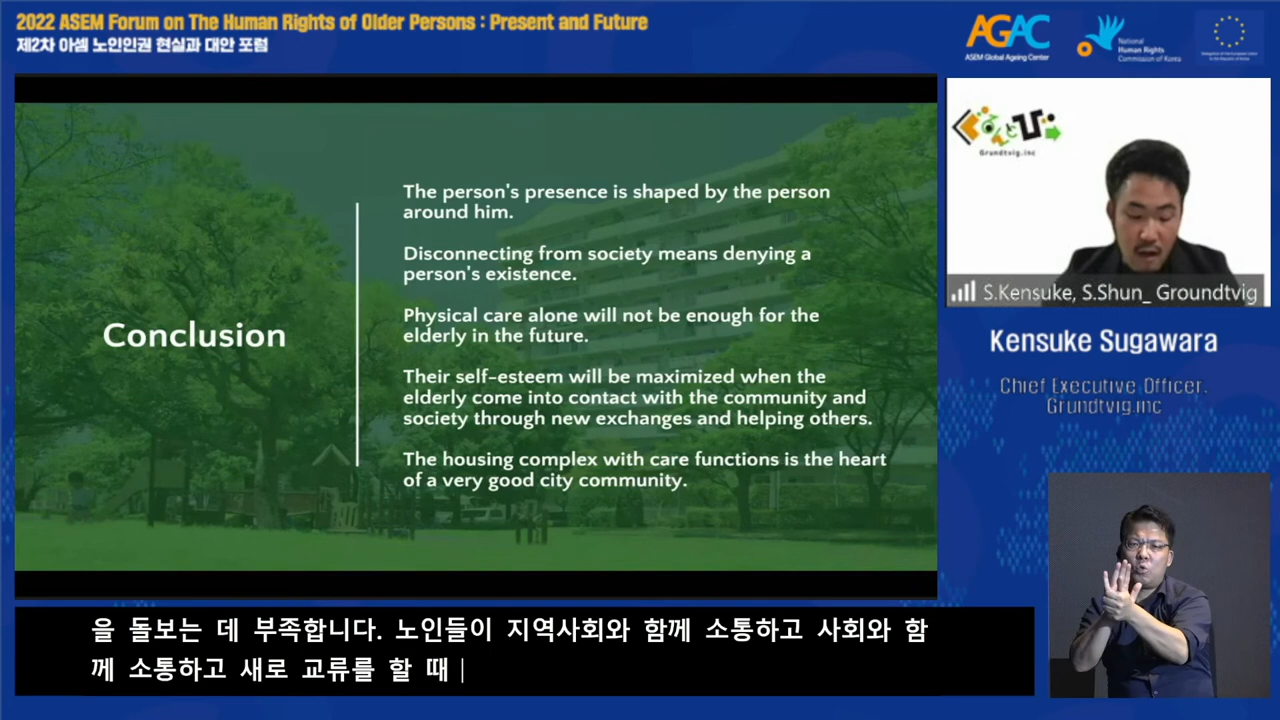 2022 ASEM Forum on The Human Rights of Older Persons : Present and Future
제2차 아셈 노인인권 현실과 대안 포럼
AGAC
ASEM Global Ageing Center
National
Human Rights
Commission of Korea
Conclusion
The person's presence is shaped by the person
around him.
Disconnecting from society means denying a
person's existence.
Physical care alone will not be enough for the
elderly in the future.
Their self-esteem will be maximized when the
elderly come into contact with the community and
society through new exchanges and helping others.
The housing complex with care functions is the heart
of a very good city community.
ぐるんとび
Grundtvig.inc
S.Kensuke, S.Shun_ Groundtvig
Kensuke Sugawara
Chief Executive Officer.
Grundtvig.inc
을 돌보는 데 부족합니다. 노인들이 지역사회와 함께 소통하고 사회와 함
께 소통하고 새로 교류를 할 때